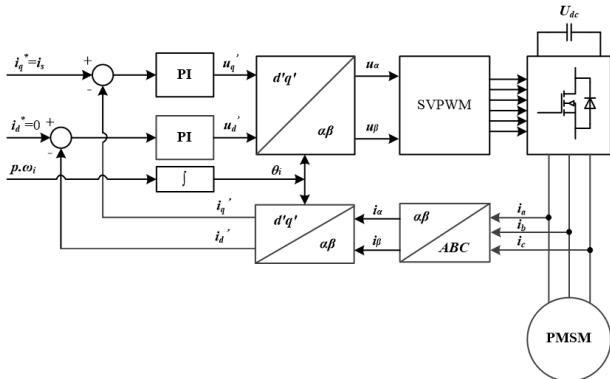 U_dc
i_q^*=i_s
+
-
PI
u_q'
d'q'
αβ
u_α
SVPWM
i_d^*=0
+
-
PI
u_d'
u_β
p.ω_i
∫
θ_i
i_q'
d'q'
αβ
i_α
αβ
ABC
i_a
i_b
i_d'
i_β
i_c
PMSM